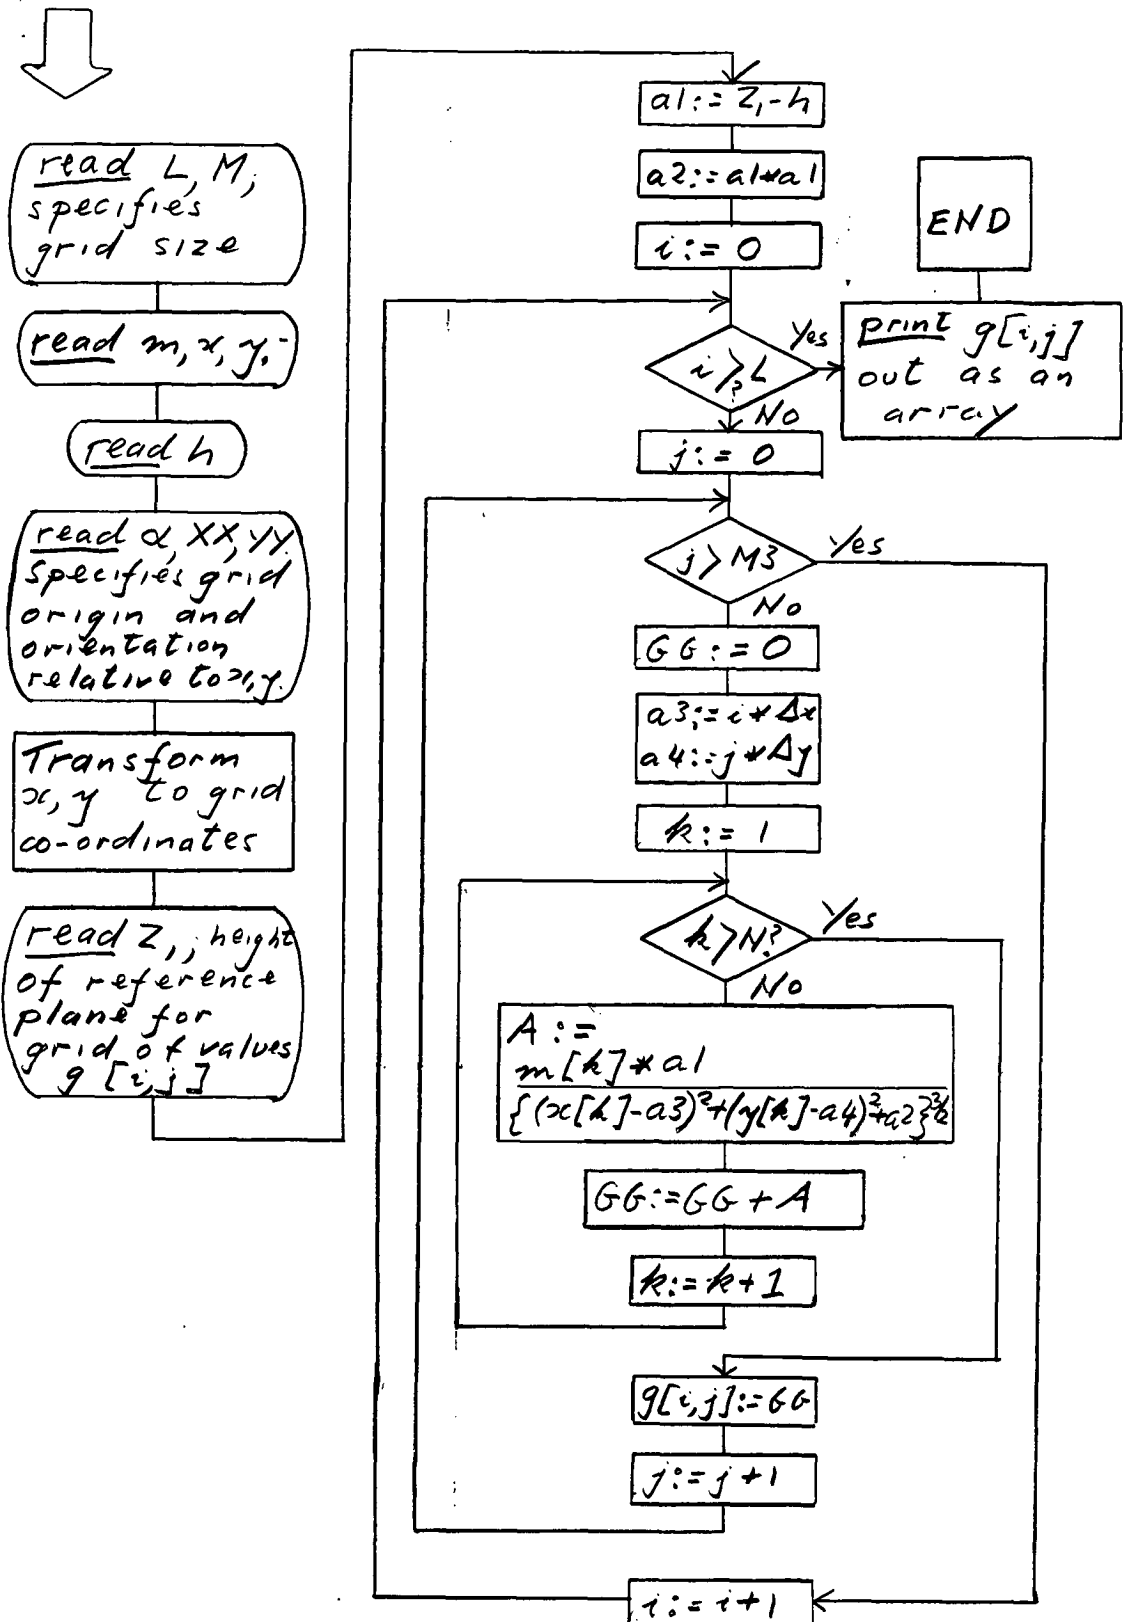 read L, M;
specifies
grid size
read m, x, y;
read h
read α, XX, YY
specifies grid
origin and
orientation
relative to x, y.
Transform
x, y to grid
co-ordinates
read Z, ; height
of reference
plane for
grid of values
g [i, j]
a1 := Z, - h
a2 := a1*a1
i := 0
i > L ?
Yes
No
print g[i,j]
out as an
array
END
j := 0
j > M?
Yes
No
GG := 0
a3 := i * Δx
a4 := j * Δy
k := 1
k > N?
Yes
No
A :=
m[k] * a1
{(x[k]-a3)²+(y[k]-a4)²+a2}^3/2
GG := GG + A
k := k + 1
g[i,j] := GG
j := j + 1
i := i + 1